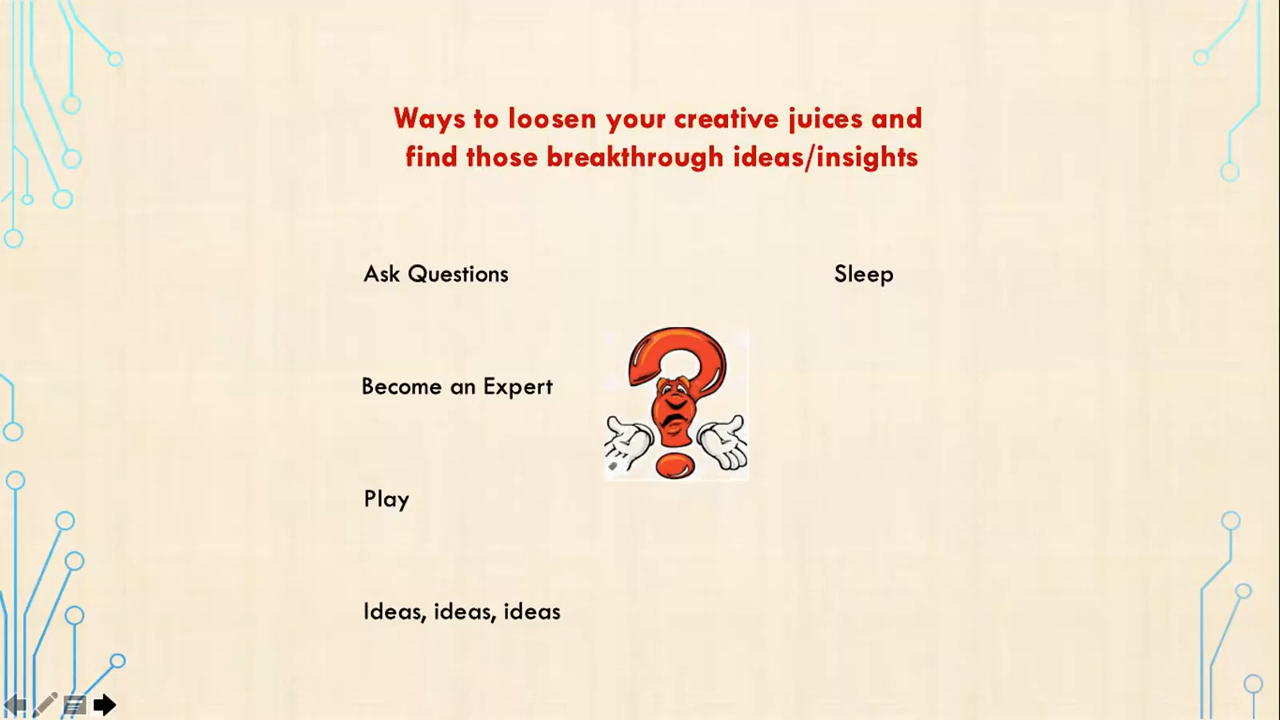 Ways to loosen your creative juices and
find those breakthrough ideas/insights
Ask Questions
Sleep
Become an Expert
Play
Ideas, ideas, ideas